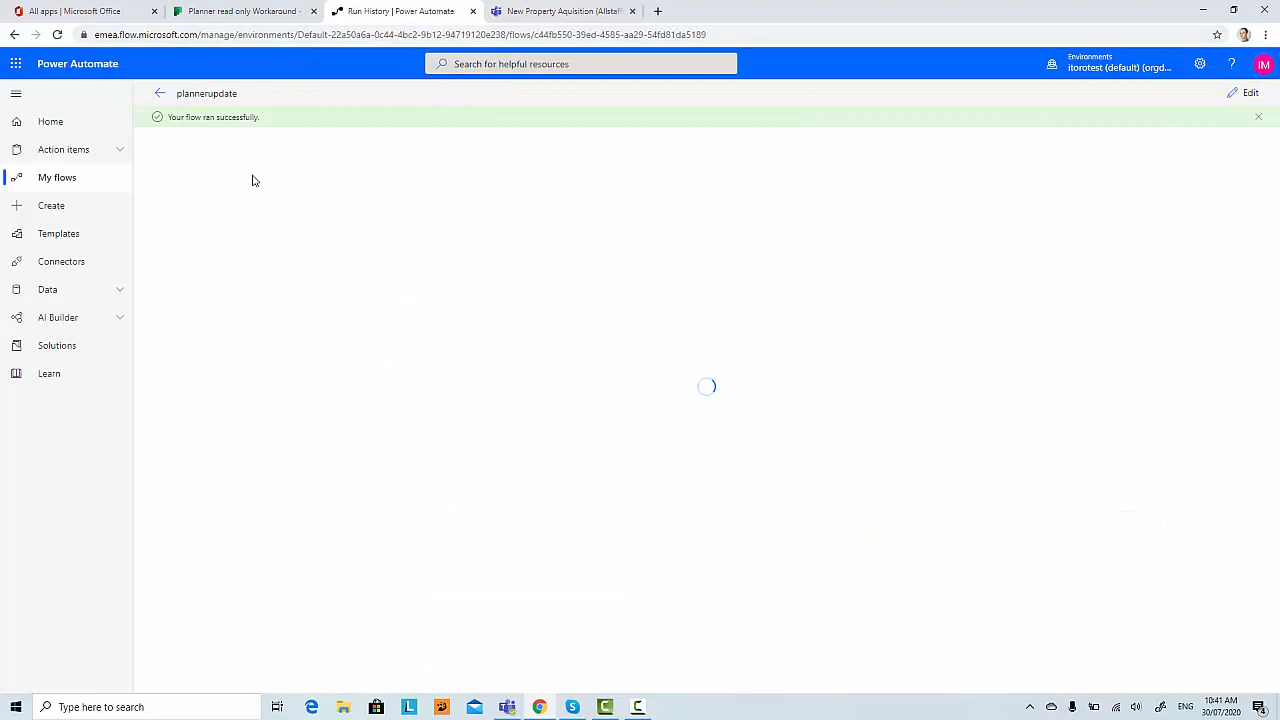 All apps | Microsoft Office
Planner read only Workaround -
Run History | Power Automate
New Property Aquisition (Allstaff
emea.flow.microsoft.com/manage/environments/Default-22a50a6a-0c44-4bc2-9b12-94719120e238/flows/c44fb550-39ed-4585-aa29-54fd81da5189
Power Automate
Search for helpful resources
Environments
itorotest (default) (orgd...
IM
plannerupdate
Edit
Your flow ran successfully.
Home
Action items
My flows
Create
Templates
Connectors
Data
AI Builder
Solutions
Learn
Type here to search
ENG
10:41 AM
30/07/2020